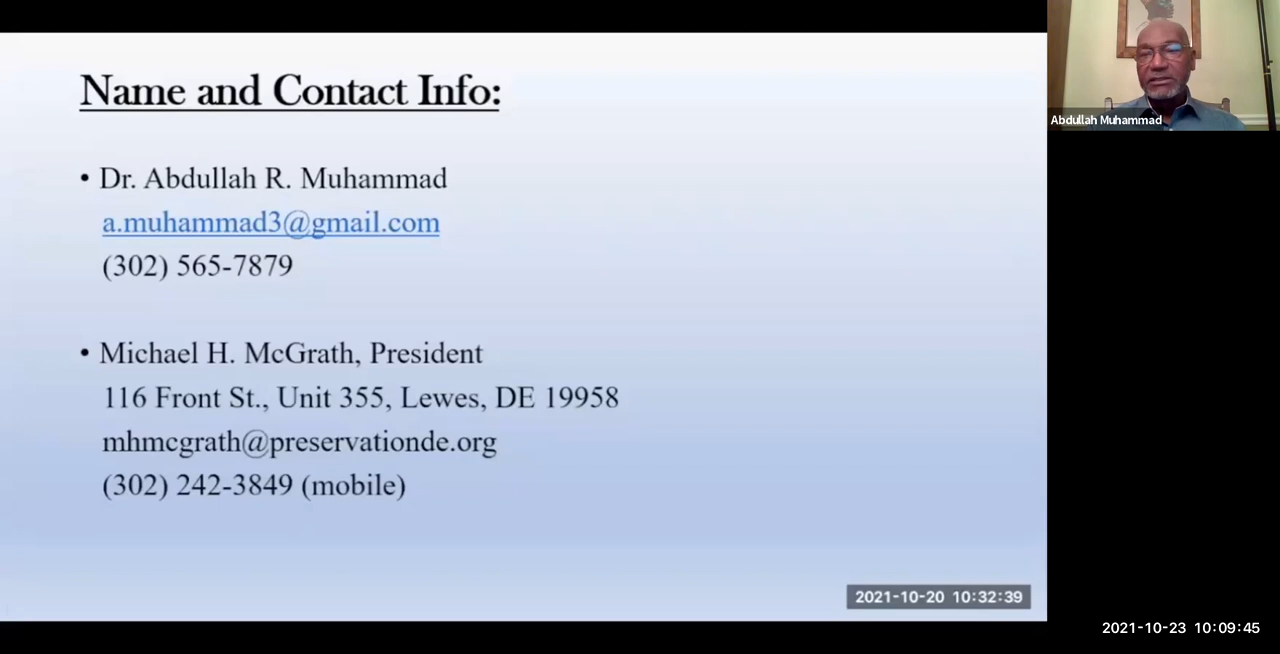 Name and Contact Info:
• Dr. Abdullah R. Muhammad
a.muhammad3@gmail.com
(302) 565-7879
• Michael H. McGrath, President
116 Front St., Unit 355, Lewes, DE 19958
mhmcgrath@preservationde.org
(302) 242-3849 (mobile)
2021-10-20 10:32:39
Abdullah Muhammad
2021-10-23 10:09:45